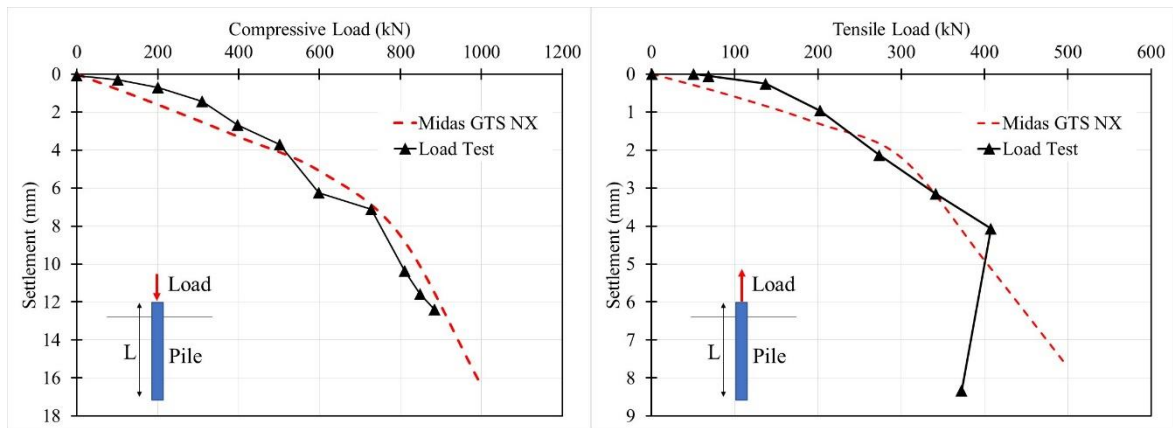 Compressive Load (kN)
0 200 400 600 800 1000 1200
0
2
4
6
8
10
12
14
16
18
Settlement (mm)
Midas GTS NX
Load Test
Load
L
Pile
Tensile Load (kN)
0 100 200 300 400 500 600
0
1
2
3
4
5
6
7
8
9
Settlement (mm)
Midas GTS NX
Load Test
Load
L
Pile